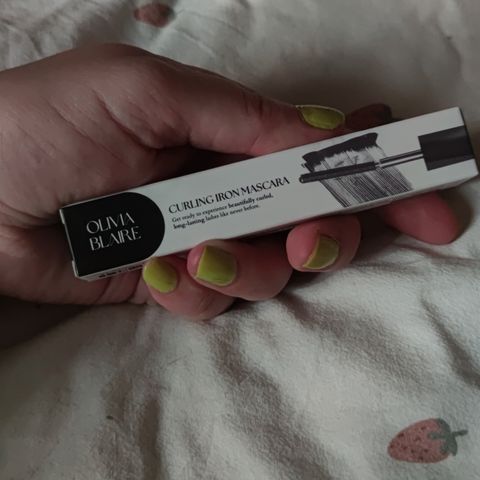 OLIVIA
BLAIRE
CURLING IRON MASCARA
Get ready to experience beautifully curled,
long-lasting lashes like never before.